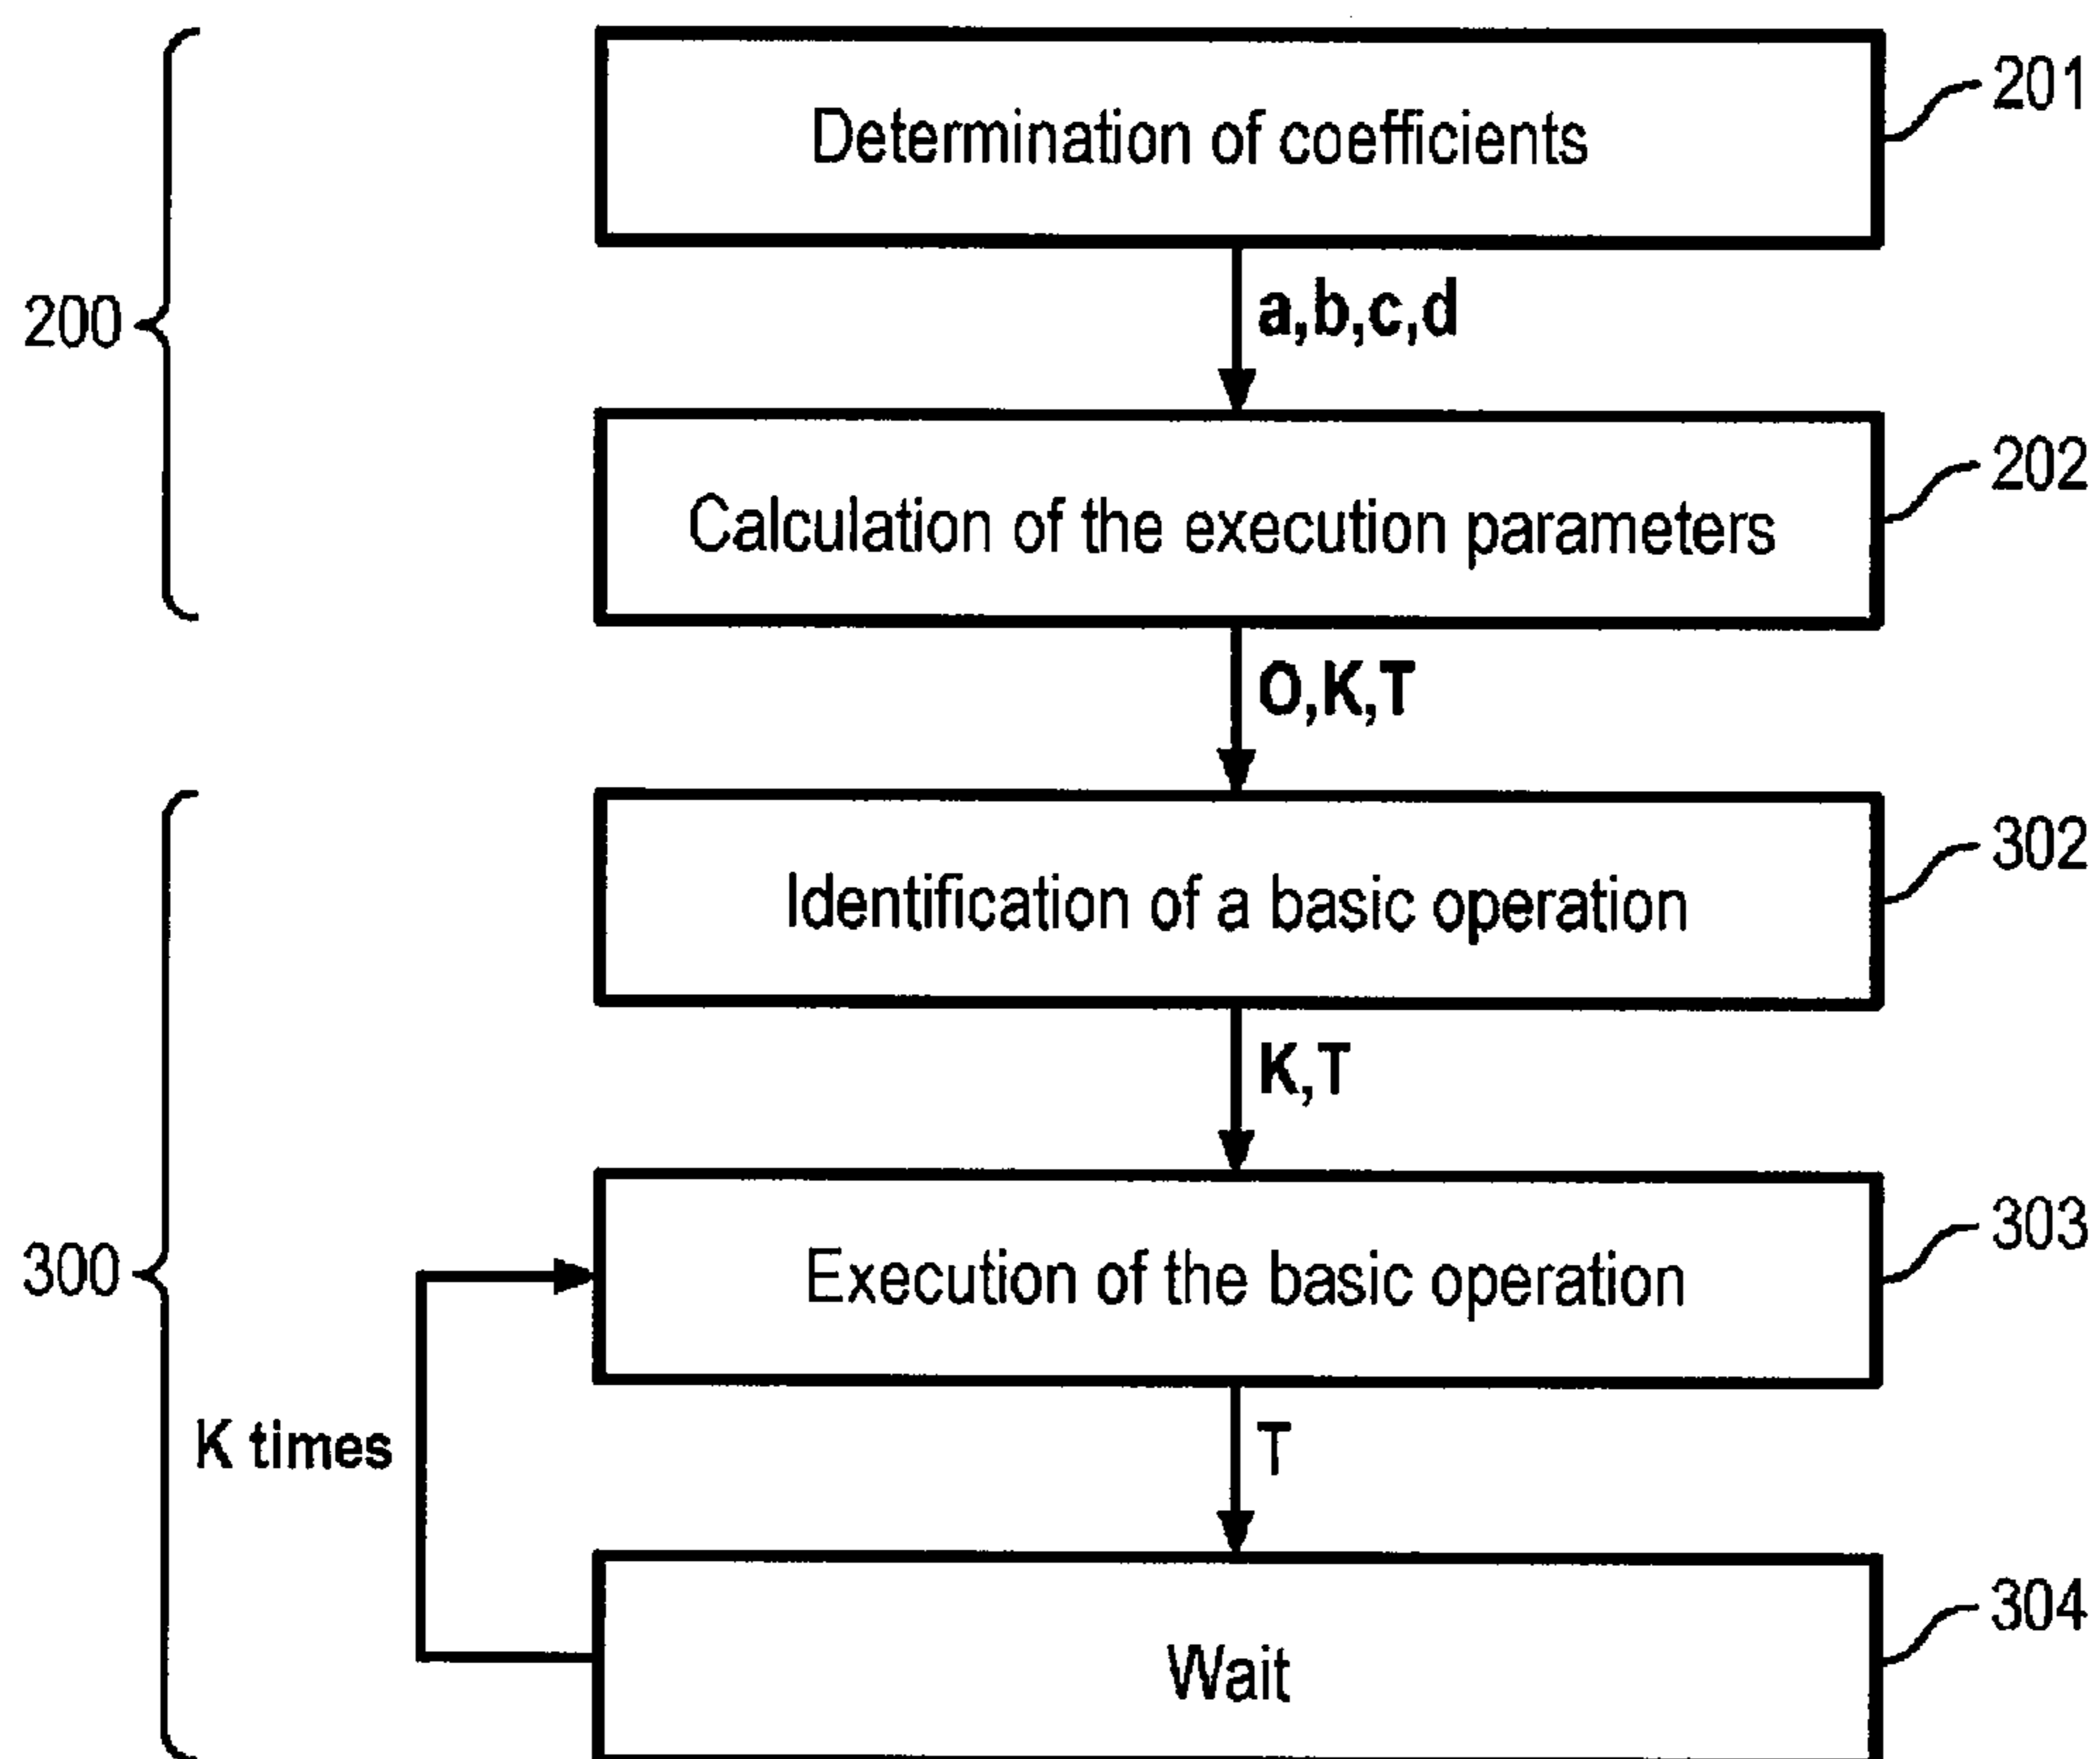 201
Determination of coefficients
a,b,c,d
200
202
Calculation of the execution parameters
O,K,T
302
Identification of a basic operation
K,T
303
Execution of the basic operation
300
K times
T
304
Wait